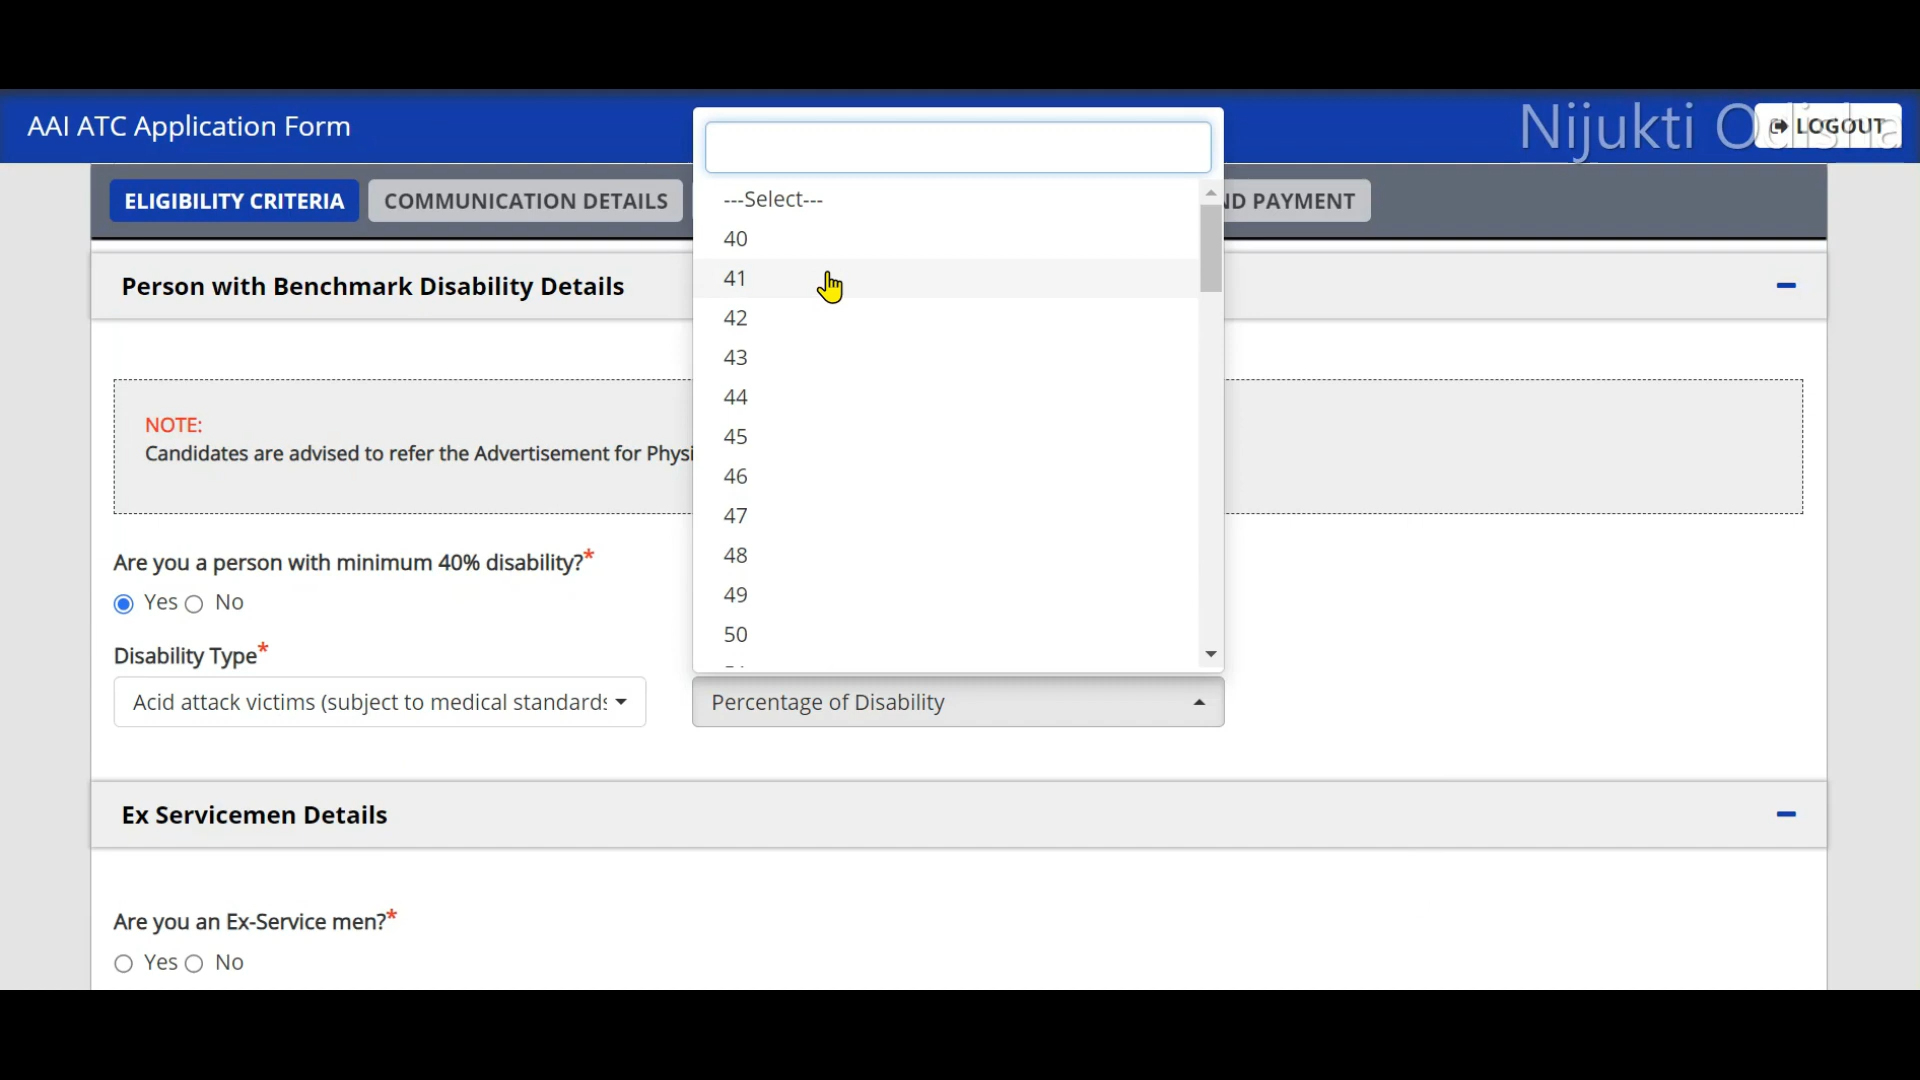 AAI ATC Application Form
Nijukti Odisha
LOGOUT
ELIGIBILITY CRITERIA
COMMUNICATION DETAILS
ND PAYMENT
Person with Benchmark Disability Details
NOTE:
Candidates are advised to refer the Advertisement for Physi
---Select---
40
41
42
43
44
45
46
47
48
49
50
Are you a person with minimum 40% disability?*
Yes No
Disability Type*
Acid attack victims (subject to medical standards
Percentage of Disability
Ex Servicemen Details
Are you an Ex-Service men?*
Yes No